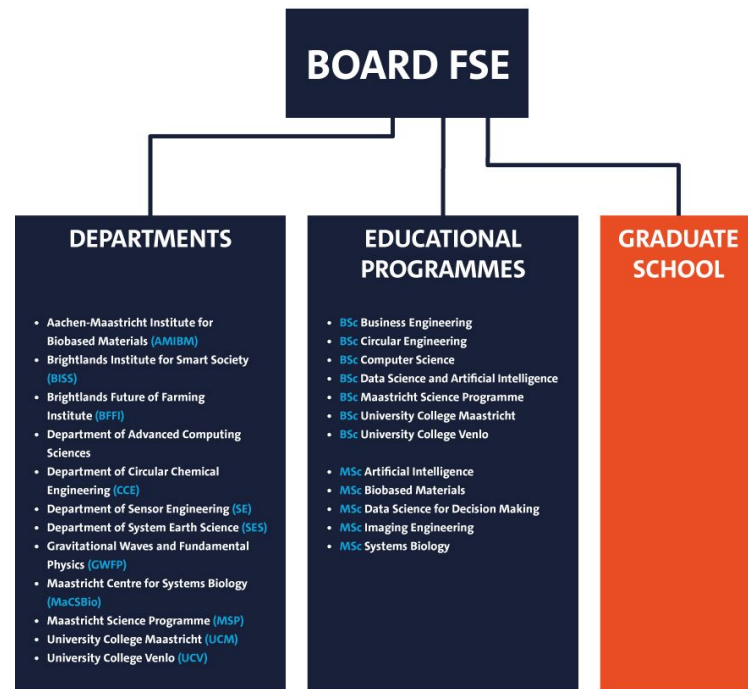 BOARD FSE
DEPARTMENTS
• Aachen-Maastricht Institute for
Biobased Materials (AMIBM)
• Brightlands Institute for Smart Society
(BISS)
• Brightlands Future of Farming
Institute (BFFI)
• Department of Advanced Computing
Sciences
• Department of Circular Chemical
Engineering (CCE)
• Department of Sensor Engineering (SE)
• Department of System Earth Science (SES)
• Gravitational Waves and Fundamental
Physics (GWFP)
• Maastricht Centre for Systems Biology
(MaCSBio)
• Maastricht Science Programme (MSP)
• University College Maastricht (UCM)
• University College Venlo (UCV)
EDUCATIONAL
PROGRAMMES
• BSc Business Engineering
• BSc Circular Engineering
• BSc Computer Science
• BSc Data Science and Artificial Intelligence
• BSc Maastricht Science Programme
• BSc University College Maastricht
• BSc University College Venlo
• MSc Artificial Intelligence
• MSc Biobased Materials
• MSc Data Science for Decision Making
• MSc Imaging Engineering
• MSc Systems Biology
GRADUATE
SCHOOL